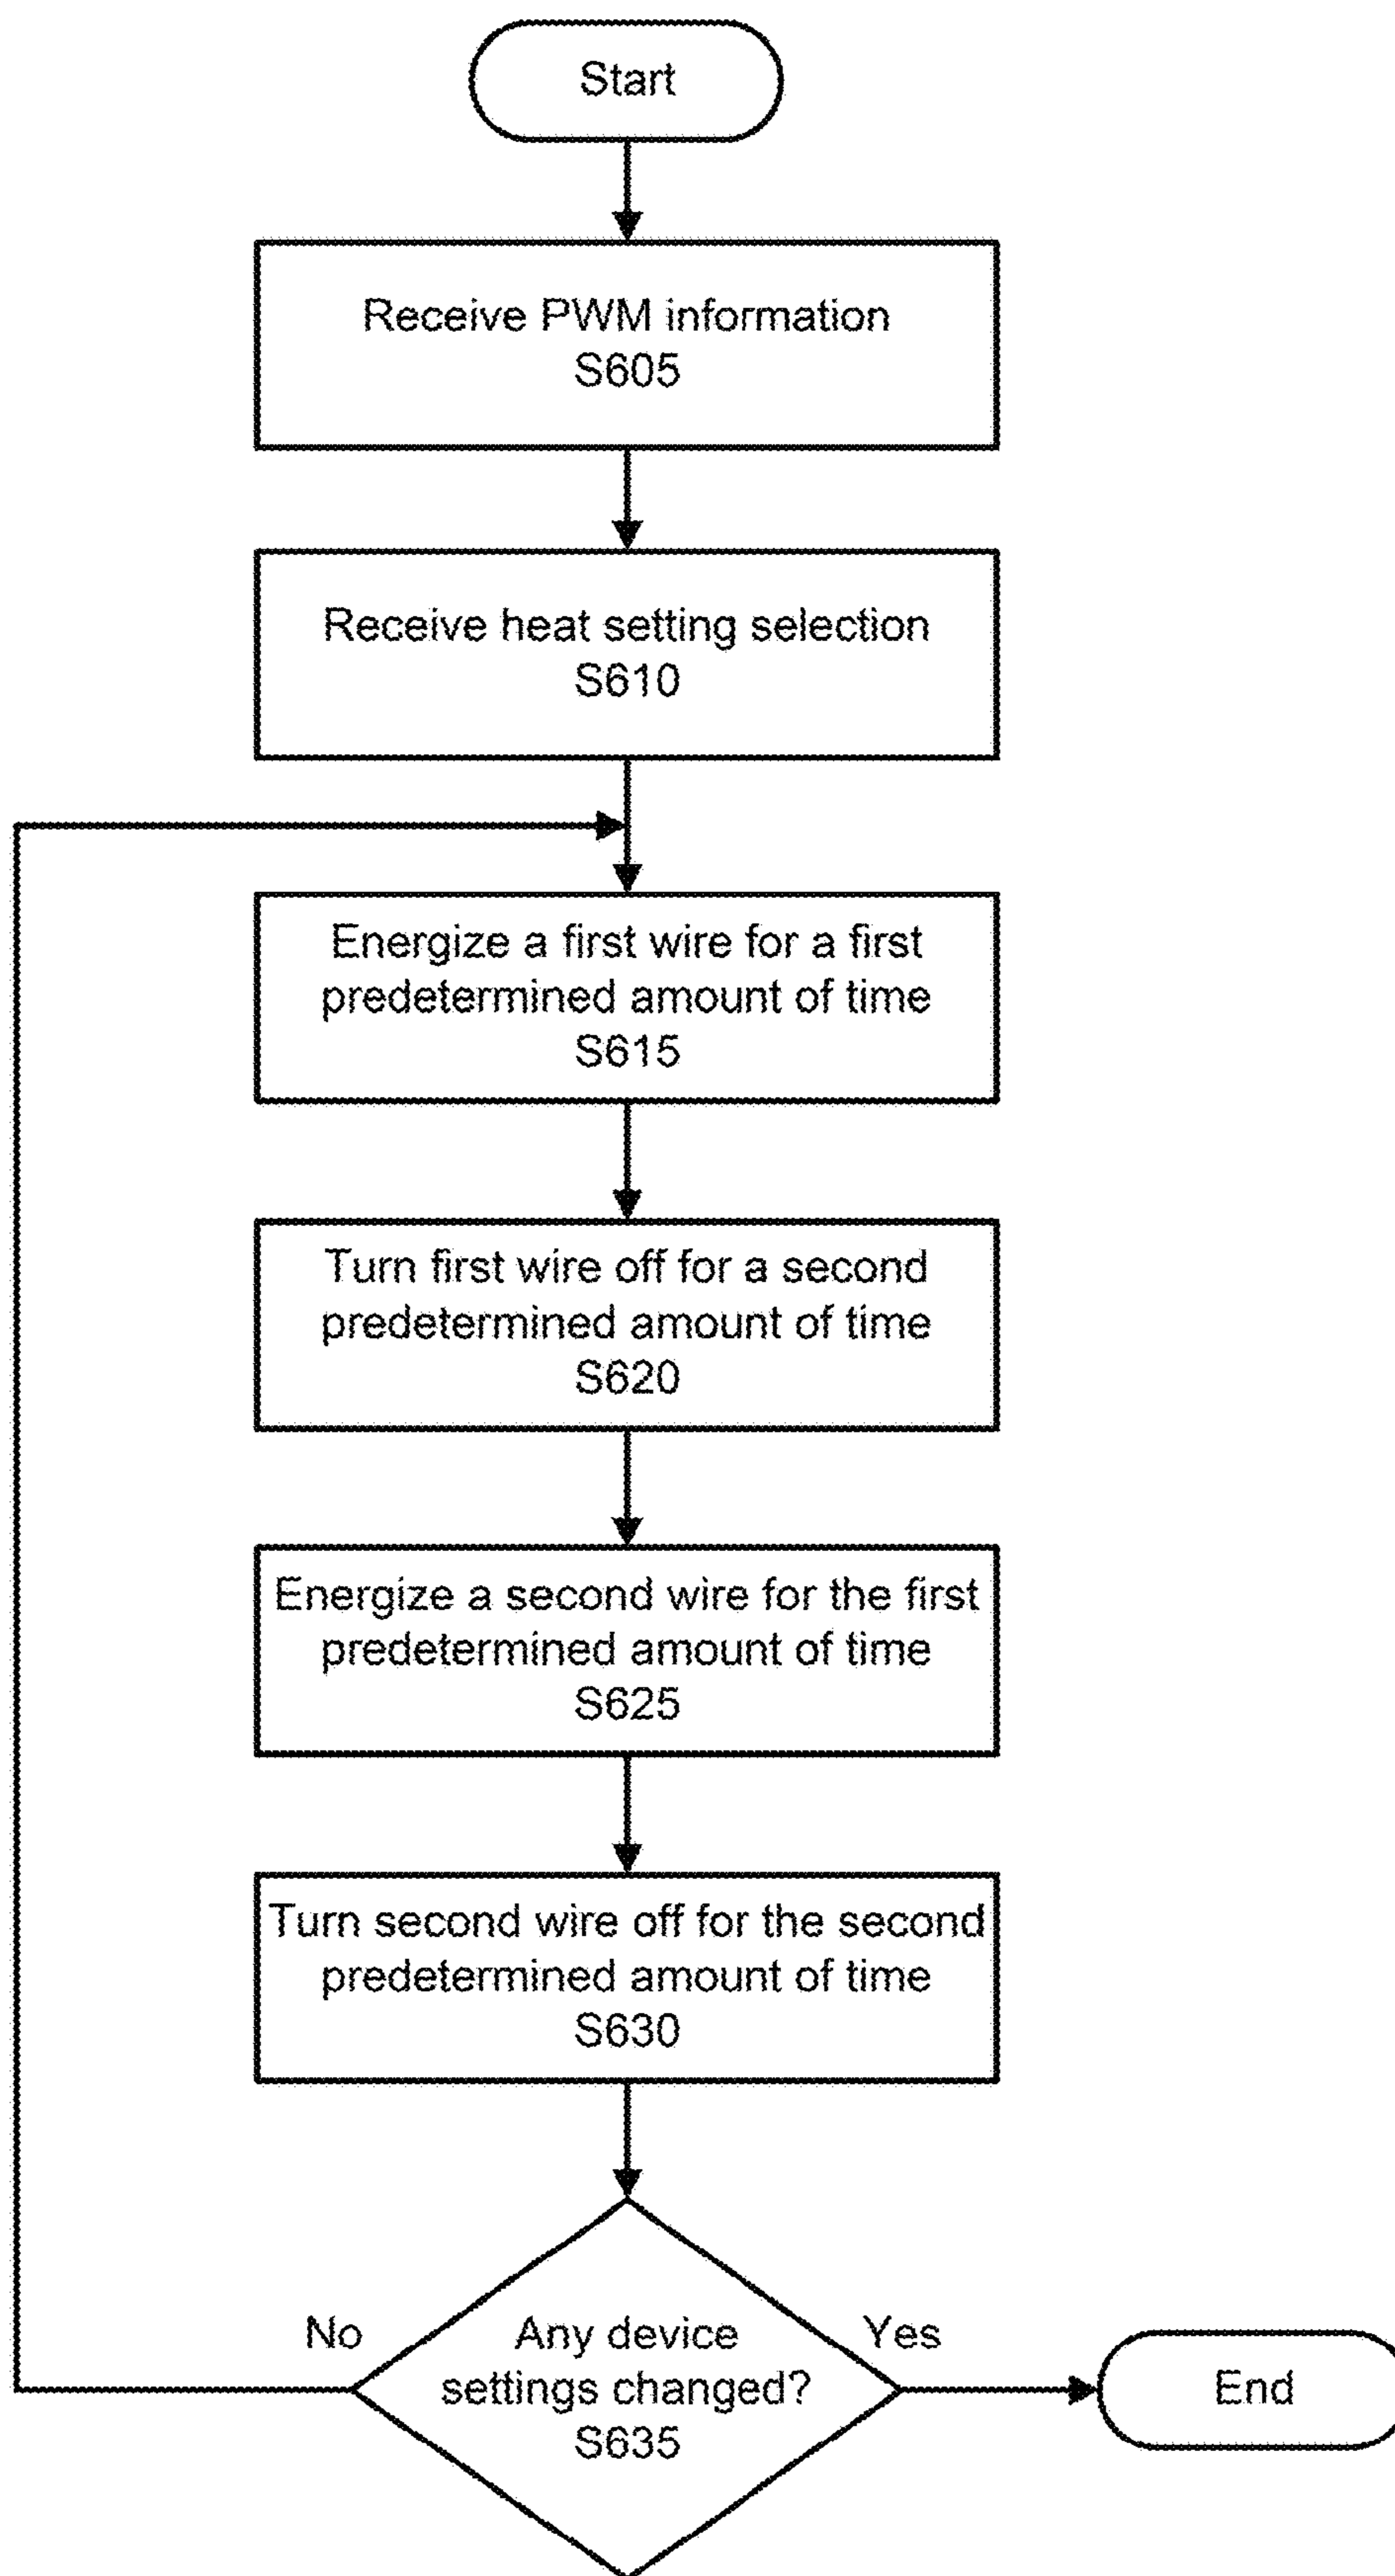 Start
Receive PWM information
S605
Receive heat setting selection
S610
Energize a first wire for a first
predetermined amount of time
S615
Turn first wire off for a second
predetermined amount of time
S620
Energize a second wire for the first
predetermined amount of time
S625
Turn second wire off for the second
predetermined amount of time
S630
No
Any device
settings changed?
S635
Yes
End